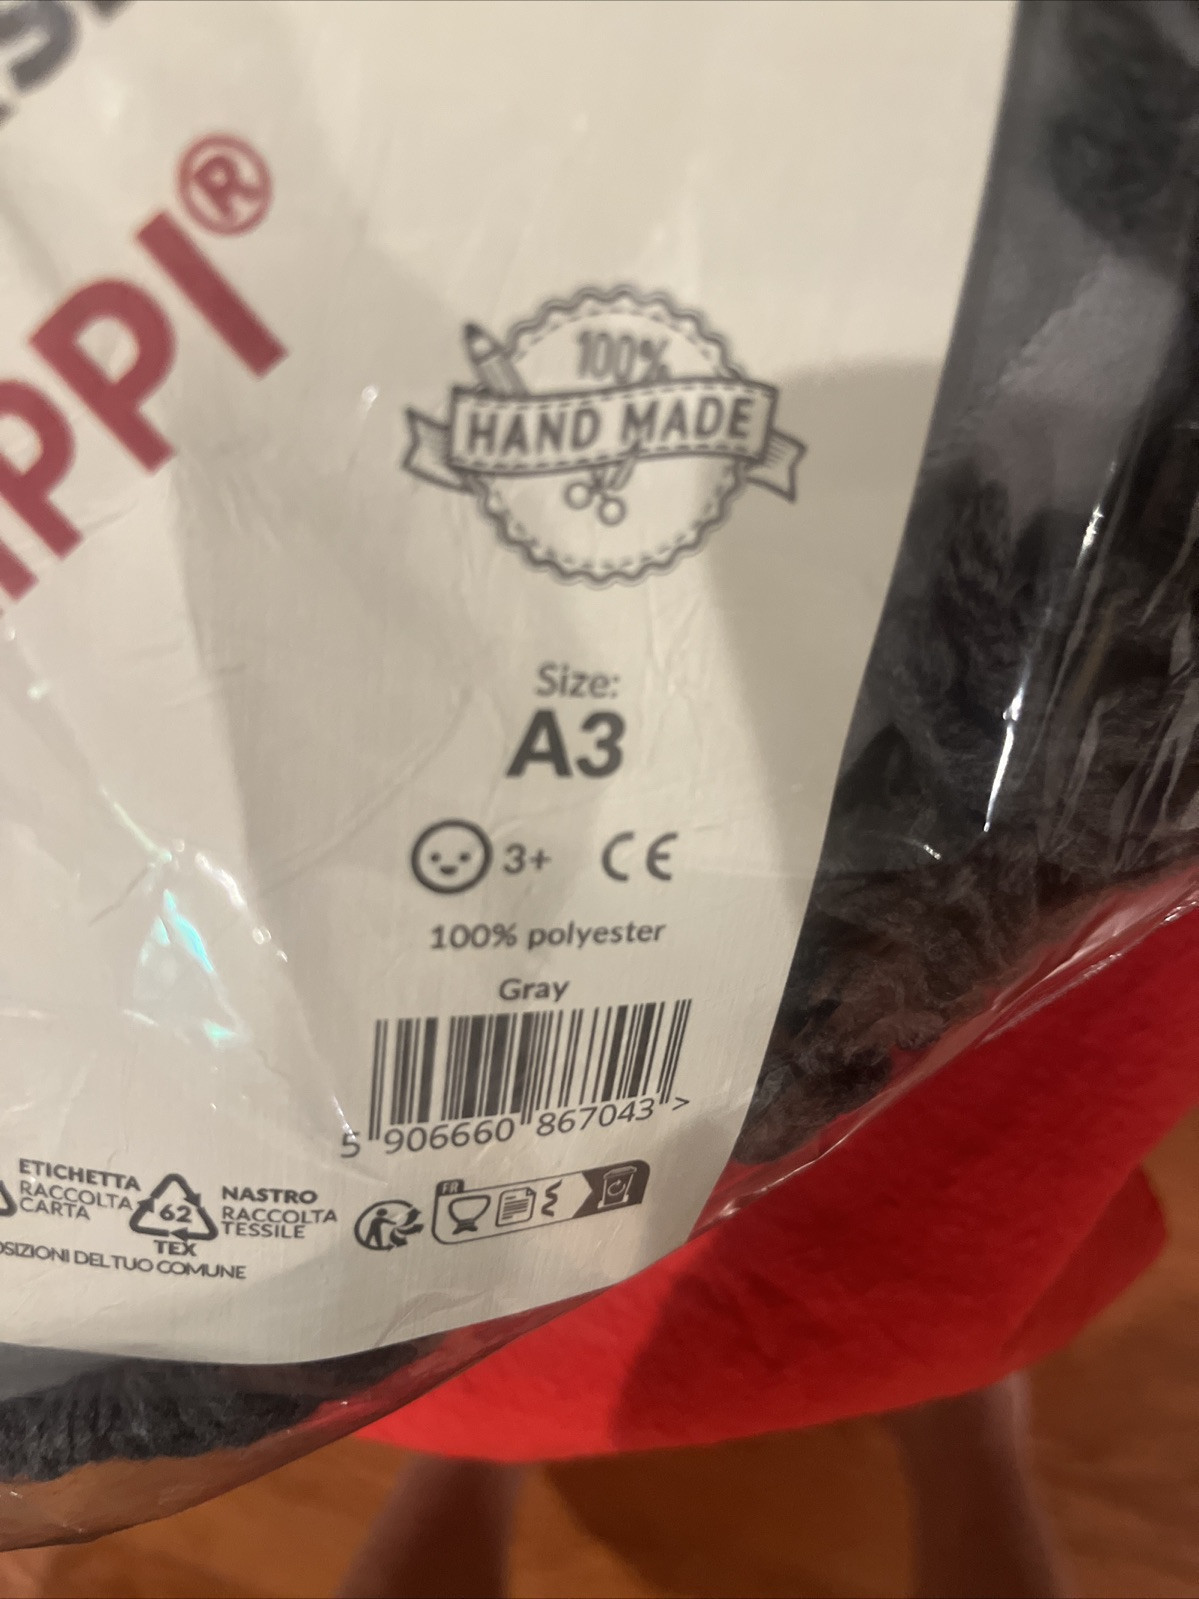 PPI®
100%
HAND MADE
Size:
A3
3+ CE
100% polyester
Gray
5 906660 867043 >
ETICHETTA
RACCOLTA
CARTA
62
TEX
NASTRO
RACCOLTA
TESSILE
FR
OSIZIONI DEL TUO COMUNE